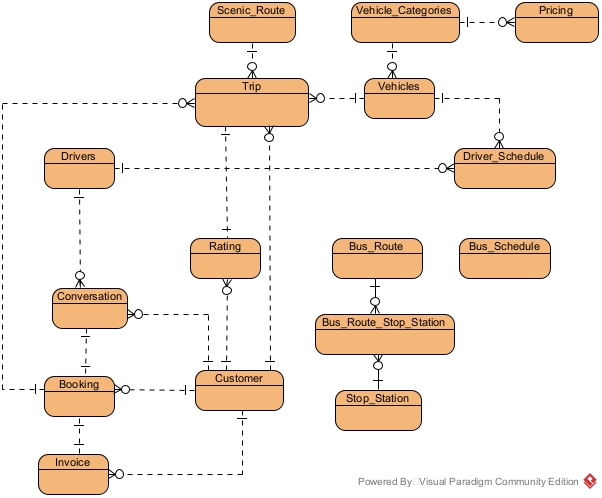 Scenic_Route
Vehicle_Categories
Pricing
Trip
Vehicles
Drivers
Driver_Schedule
Rating
Bus_Route
Bus_Schedule
Conversation
Bus_Route_Stop_Station
Booking
Customer
Stop_Station
Invoice
Powered By Visual Paradigm Community Edition